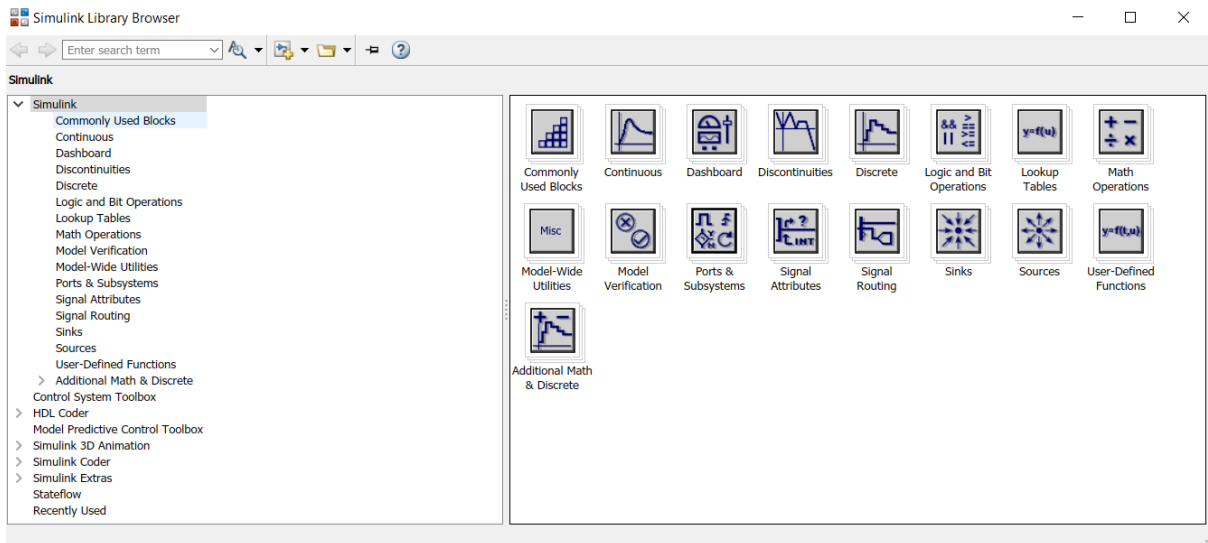 Simulink Library Browser
Enter search term
Simulink
Simulink
Commonly Used Blocks
Continuous
Dashboard
Discontinuities
Discrete
Logic and Bit Operations
Lookup Tables
Math Operations
Model Verification
Model-Wide Utilities
Ports & Subsystems
Signal Attributes
Signal Routing
Sinks
Sources
User-Defined Functions
Additional Math & Discrete
Control System Toolbox
HDL Coder
Model Predictive Control Toolbox
Simulink 3D Animation
Simulink Coder
Simulink Extras
Stateflow
Recently Used
&& >
|| >=
<=
y=f(u)
+ −
÷ ×
Commonly Continuous Dashboard Discontinuities Discrete Logic and Bit Lookup Math
Used Blocks Operations Tables Operations
Misc
? INT
y=f(t,u)
Model-Wide Model Ports & Signal Signal Sinks Sources User-Defined
Utilities Verification Subsystems Attributes Routing Functions
+ −
Additional Math
& Discrete